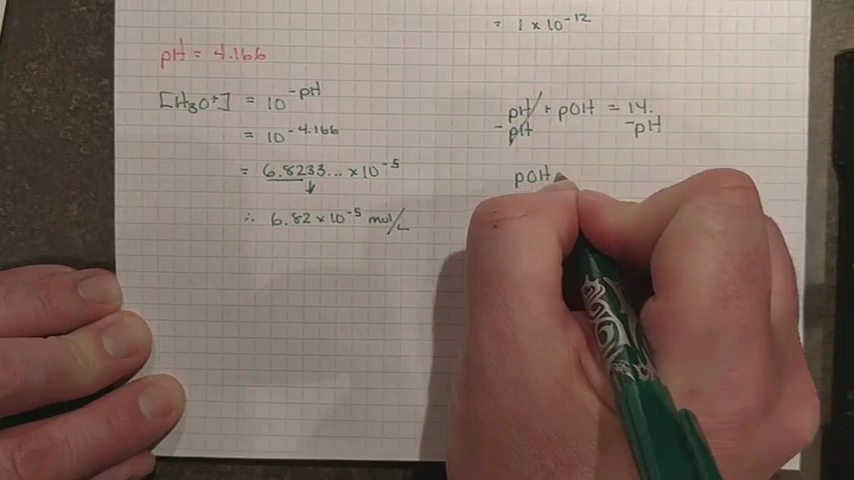 = 1 × 10⁻¹²
pH = 4.166
[H₃O⁺] = 10⁻ᵖᴴ
= 10⁻⁴·¹⁶⁶
= 6.8233... × 10⁻⁵
↓
∴ 6.82 × 10⁻⁵ mol/L
pH + pOH = 14.
-pH -pH
pOH